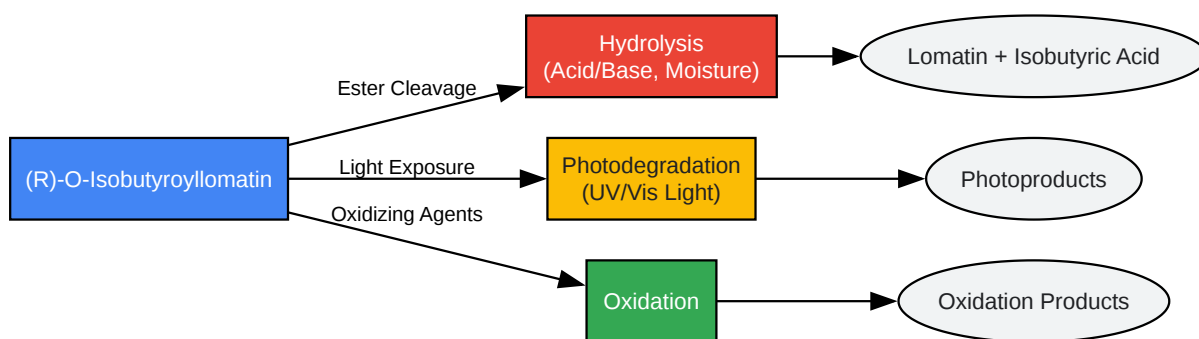 Hydrolysis
(Acid/Base, Moisture)
Lomatin + Isobutyric Acid
Ester Cleavage
(R)-O-Isobutyroyllomatin
Light Exposure
Photodegradation
(UV/Vis Light)
Photoproducts
Oxidizing Agents
Oxidation
Oxidation Products